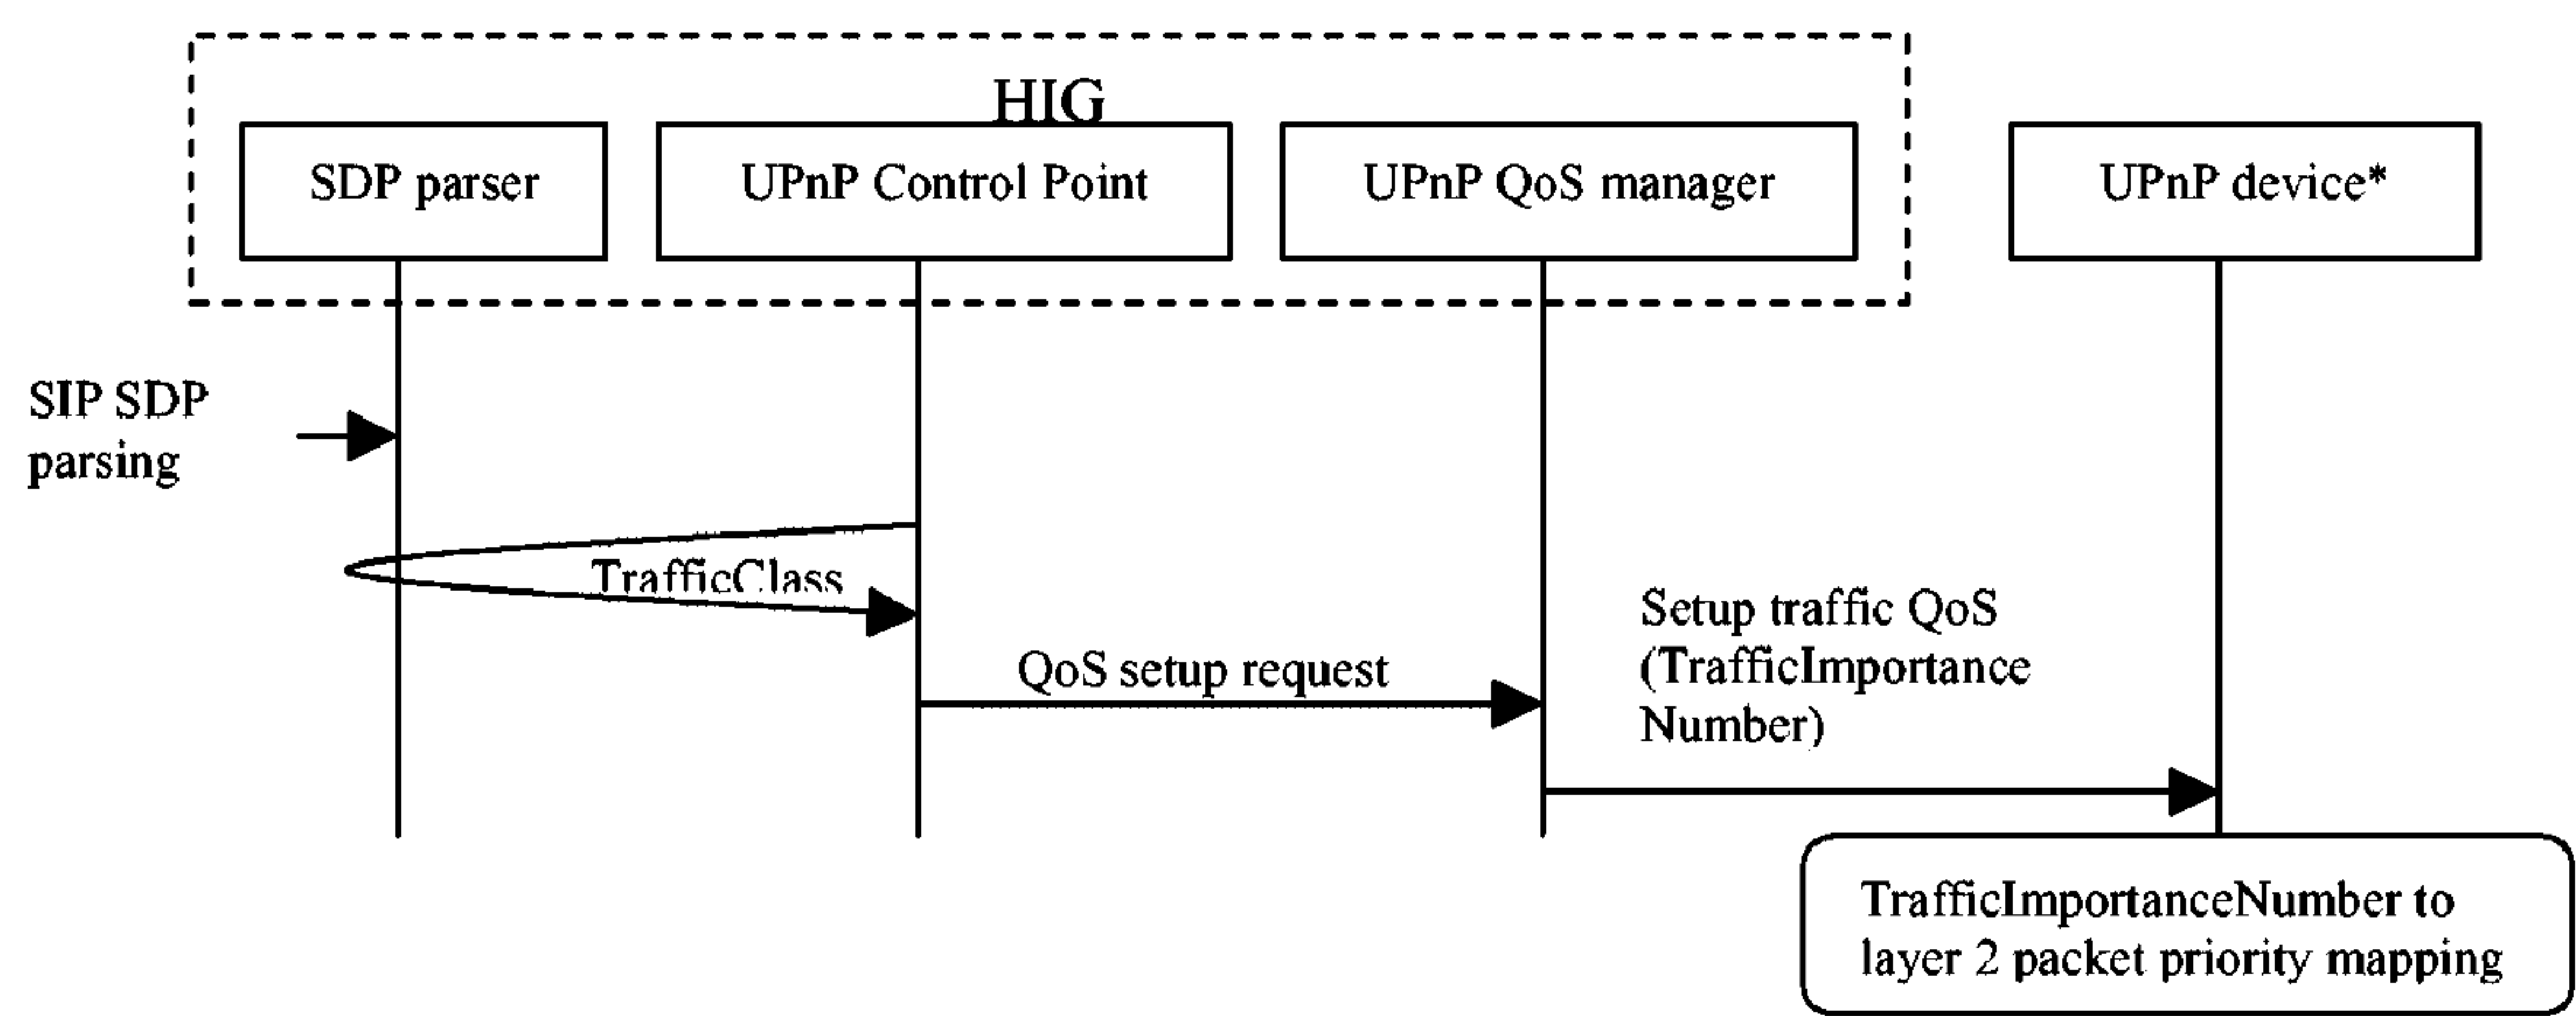 HIG
SDP parser
UPnP Control Point
UPnP QoS manager
UPnP device*
SIP SDP
parsing
TrafficClass
QoS setup request
Setup traffic QoS
(TrafficImportance
Number)
TrafficImportanceNumber to
layer 2 packet priority mapping